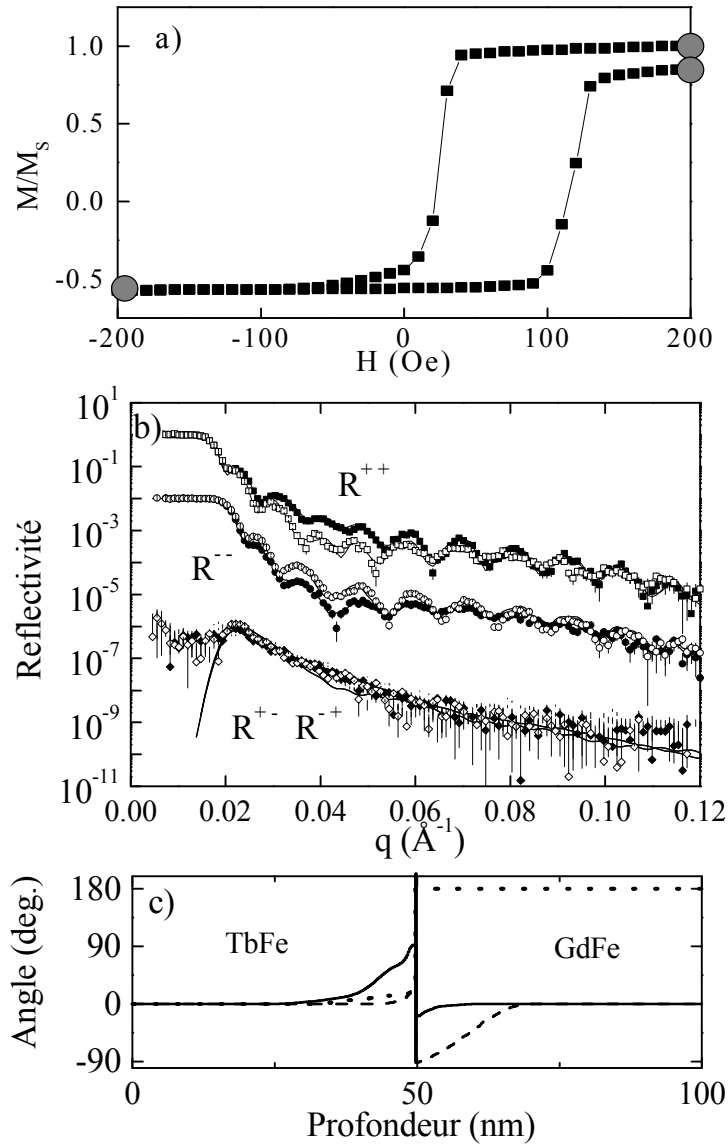 a)
1.0
0.5
0.0
-0.5
M/M_S
-200 -100 0 100 200
H (Oe)
b)
10^1
10^-1
10^-3
10^-5
10^-7
10^-9
10^-11
Reflectivité
R^++
R^--
R^+- R^-+
0.00 0.02 0.04 0.06 0.08 0.10 0.12
q (Å^-1)
c)
180
90
0
-90
Angle (deg.)
TbFe GdFe
0 50 100
Profondeur (nm)